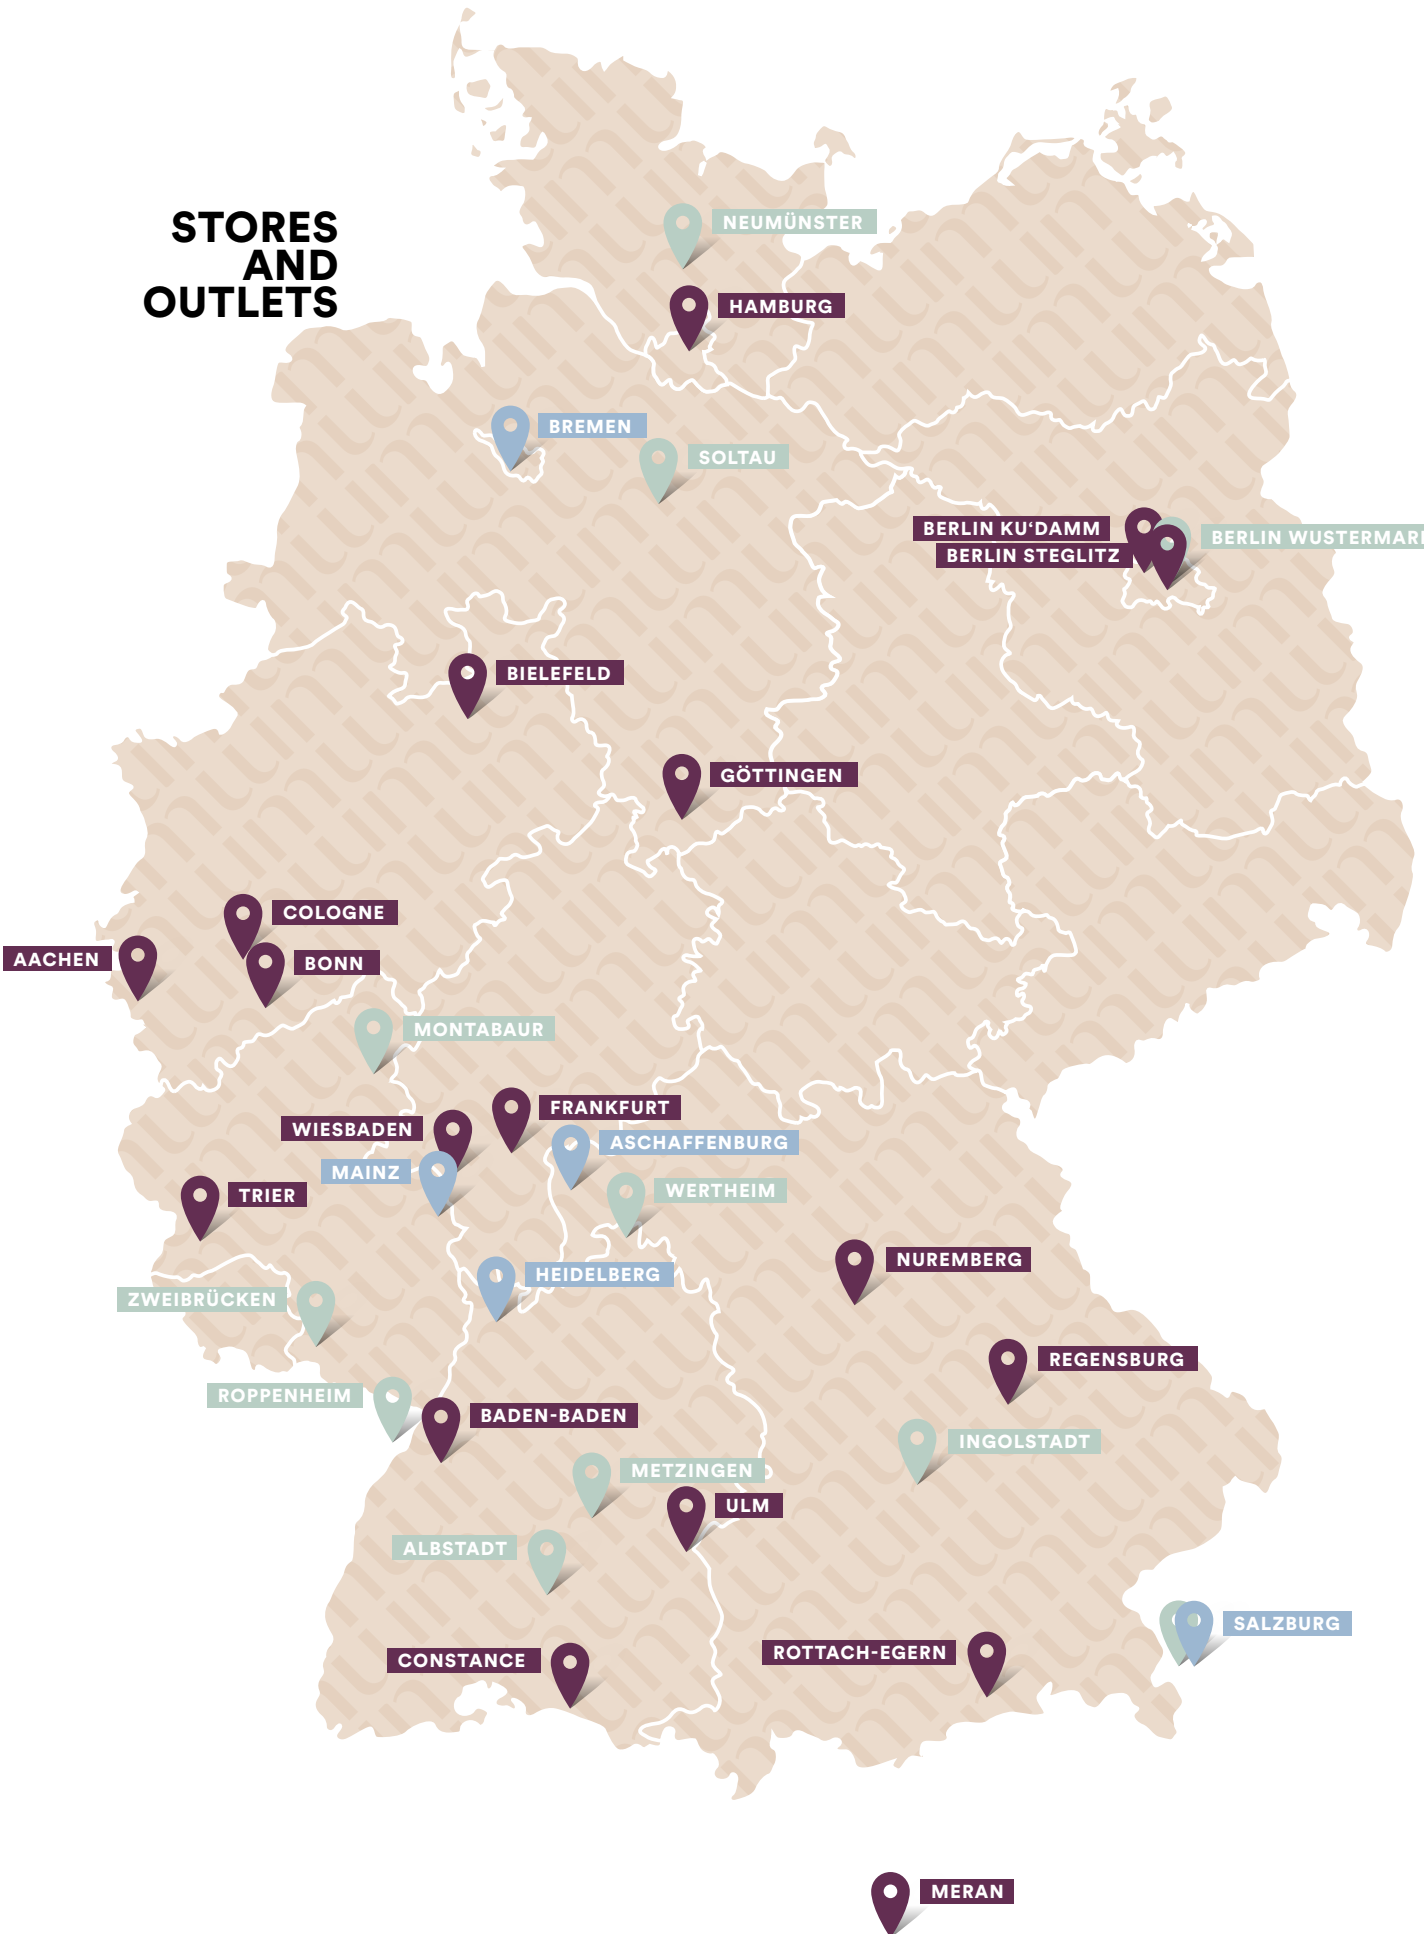 STORES
AND
OUTLETS
NEUMÜNSTER
HAMBURG
BREMEN
SOLTAU
BERLIN KU‘DAMM
BERLIN STEGLITZ
BERLIN
BIELEFELD
GÖTTINGEN
COLOGNE
AACHEN
BONN
MONTABAUR
FRANKFURT
WIESBADEN
ASCHAFFENBURG
MAINZ
WERTHEIM
TRIER
NUREMBERG
HEIDELBERG
ZWEIBRÜCKEN
REGENSBURG
ROPPENHEIM
BADEN-BADEN
INGOLSTADT
METZINGEN
ULM
ALBSTADT
SALZBURG
ROTTACH-EGERN
CONSTANCE
MERAN